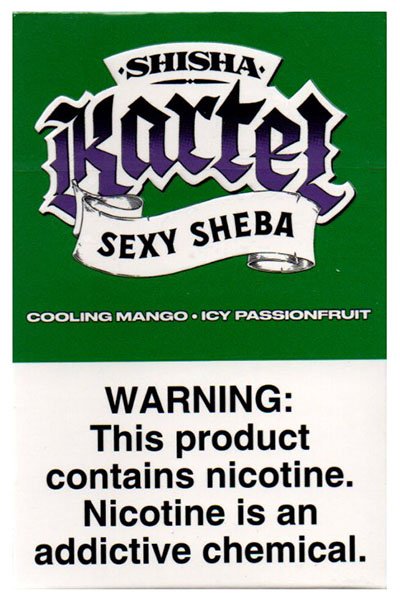 ·SHISHA·
Kartel
SEXY SHEBA
COOLING MANGO • ICY PASSIONFRUIT
WARNING:
This product
contains nicotine.
Nicotine is an
addictive chemical.